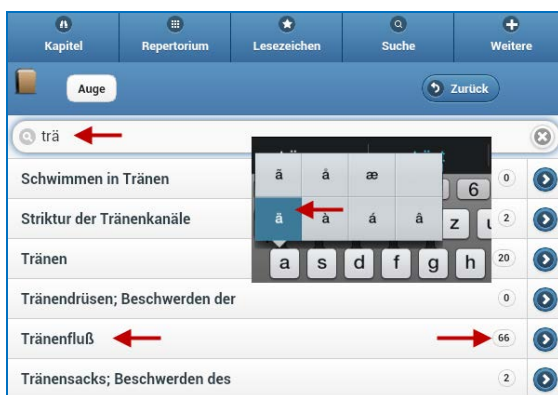 Kapitel
Repertorium
Lesezeichen
Suche
Weitere
Auge
Zurück
trä
Schwimmen in Tränen 0
Striktur der Tränenkanäle 2
Tränen 20
Tränendrüsen; Beschwerden der 0
Tränenfluß 66
Tränensacks; Beschwerden des 2
ã å æ
ä à á â
6
z
a s d f g h